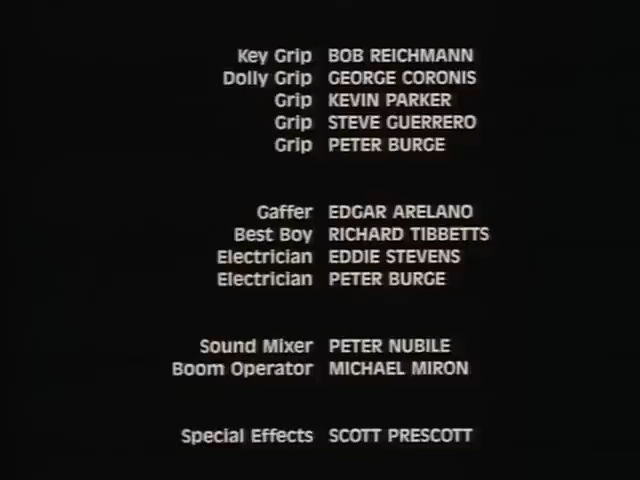 Key Grip BOB REICHMANN
Dolly Grip GEORGE CORONIS
Grip KEVIN PARKER
Grip STEVE GUERRERO
Grip PETER BURGE
Gaffer EDGAR ARELANO
Best Boy RICHARD TIBBETTS
Electrician EDDIE STEVENS
Electrician PETER BURGE
Sound Mixer PETER NUBILE
Boom Operator MICHAEL MIRON
Special Effects SCOTT PRESCOTT